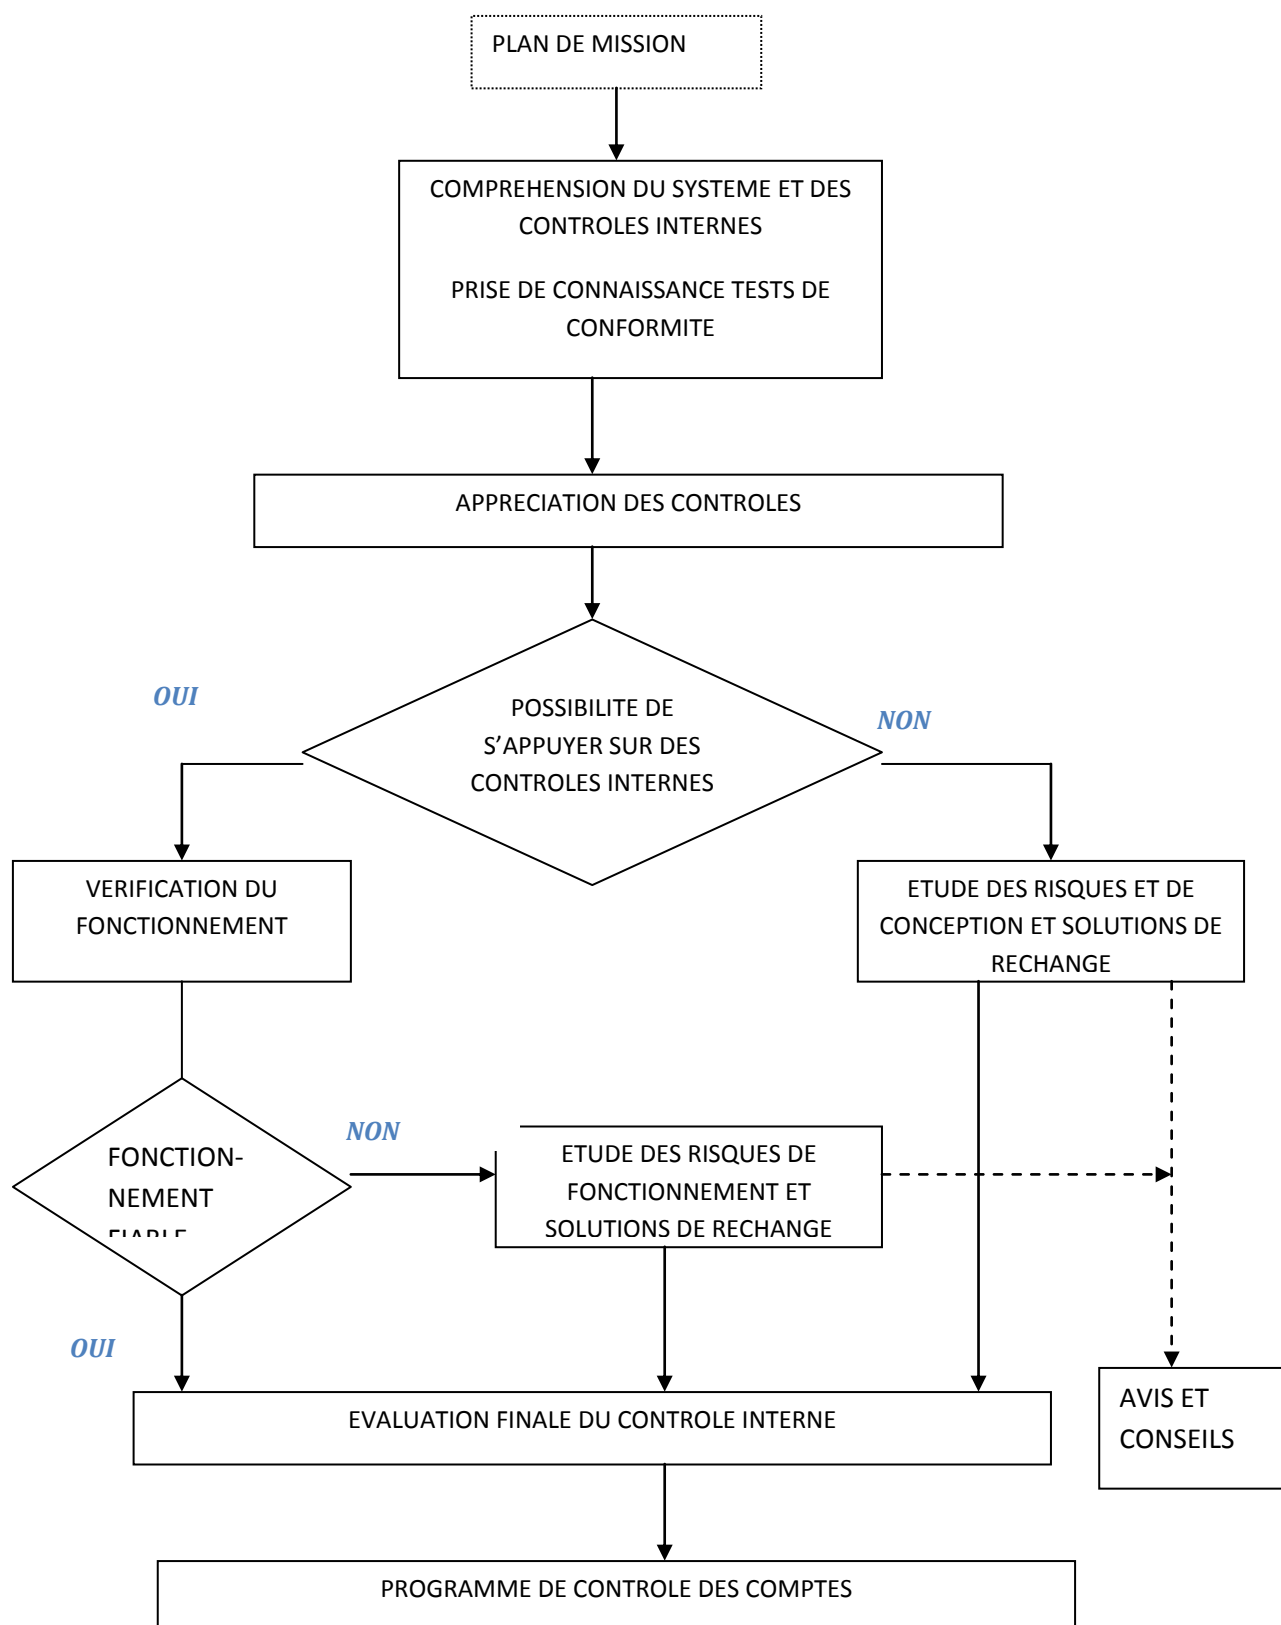 PLAN DE MISSION
COMPREHENSION DU SYSTEME ET DES
CONTROLES INTERNES
PRISE DE CONNAISSANCE TESTS DE
CONFORMITE
APPRECIATION DES CONTROLES
OUI
POSSIBILITE DE
S’APPUYER SUR DES
CONTROLES INTERNES
NON
VERIFICATION DU
FONCTIONNEMENT
ETUDE DES RISQUES ET DE
CONCEPTION ET SOLUTIONS DE
RECHANGE
FONCTION-
NEMENT
FIABLE
NON
ETUDE DES RISQUES DE
FONCTIONNEMENT ET
SOLUTIONS DE RECHANGE
OUI
EVALUATION FINALE DU CONTROLE INTERNE
AVIS ET
CONSEILS
PROGRAMME DE CONTROLE DES COMPTES